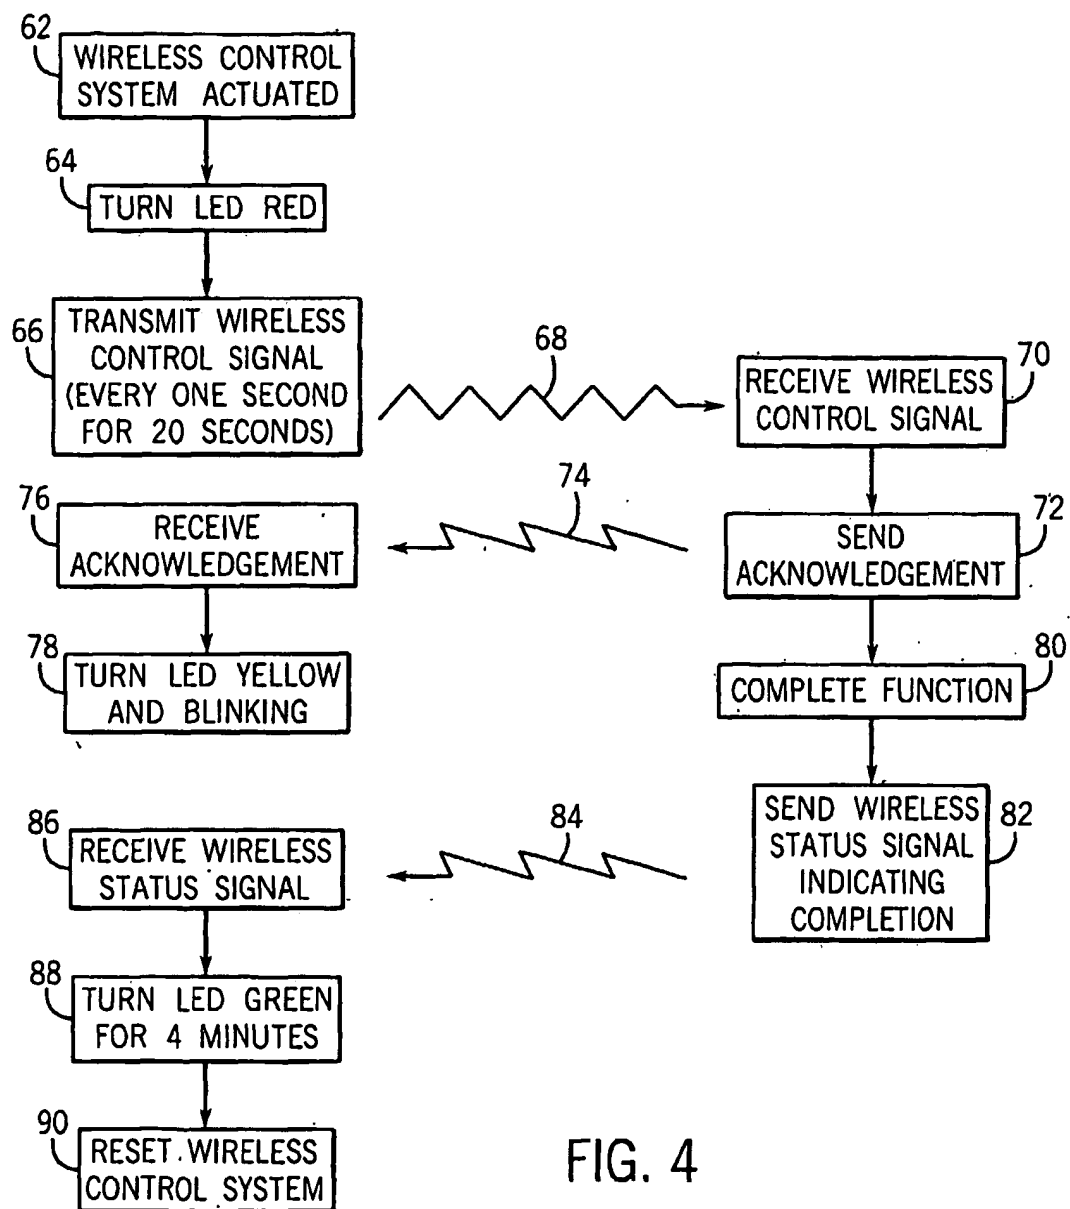 62
WIRELESS CONTROL
SYSTEM ACTUATED
64
TURN LED RED
66
TRANSMIT WIRELESS
CONTROL SIGNAL
(EVERY ONE SECOND
FOR 20 SECONDS)
68
70
RECEIVE WIRELESS
CONTROL SIGNAL
76
RECEIVE
ACKNOWLEDGEMENT
74
72
SEND
ACKNOWLEDGEMENT
78
TURN LED YELLOW
AND BLINKING
80
COMPLETE FUNCTION
86
RECEIVE WIRELESS
STATUS SIGNAL
84
82
SEND WIRELESS
STATUS SIGNAL
INDICATING
COMPLETION
88
TURN LED GREEN
FOR 4 MINUTES
90
RESET WIRELESS
CONTROL SYSTEM
FIG. 4